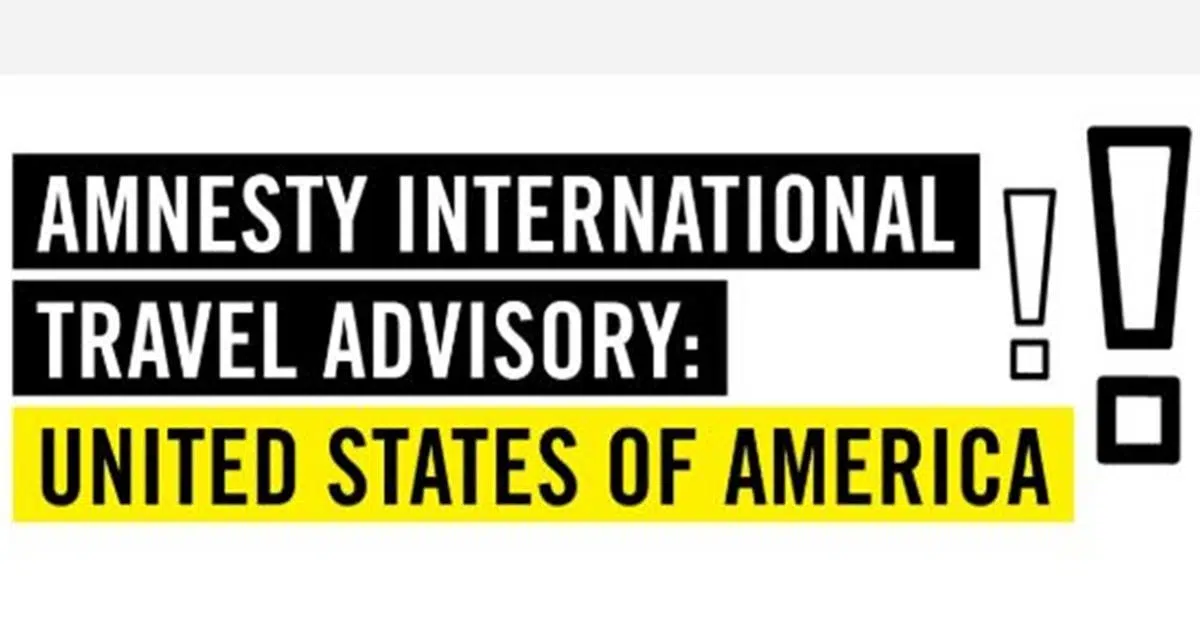 AMNESTY INTERNATIONAL
TRAVEL ADVISORY:
UNITED STATES OF AMERICA